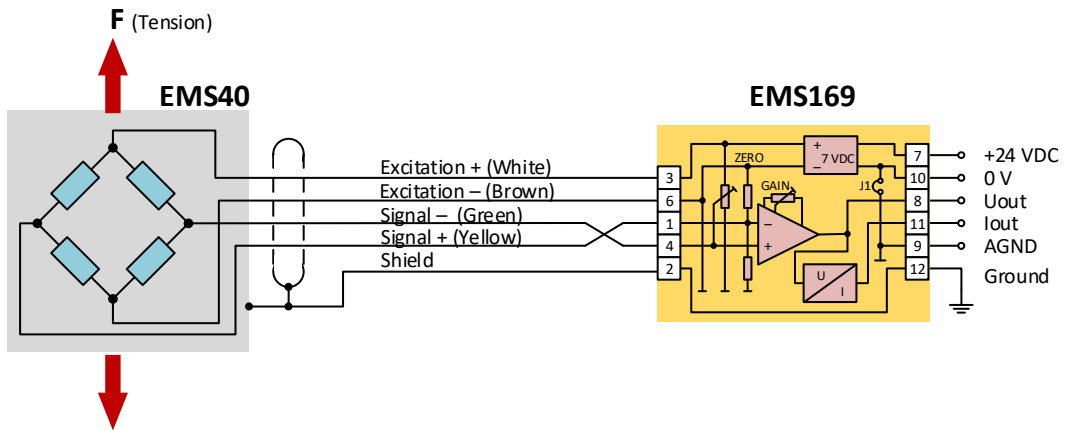 F (Tension)
EMS40
EMS169
Excitation + (White)
Excitation – (Brown)
Signal – (Green)
Signal + (Yellow)
Shield
3
6
1
4
2
ZERO
GAIN
+
–
7 VDC
J1
–
+
U
I
7
10
8
11
9
12
+24 VDC
0 V
Uout
Iout
AGND
Ground